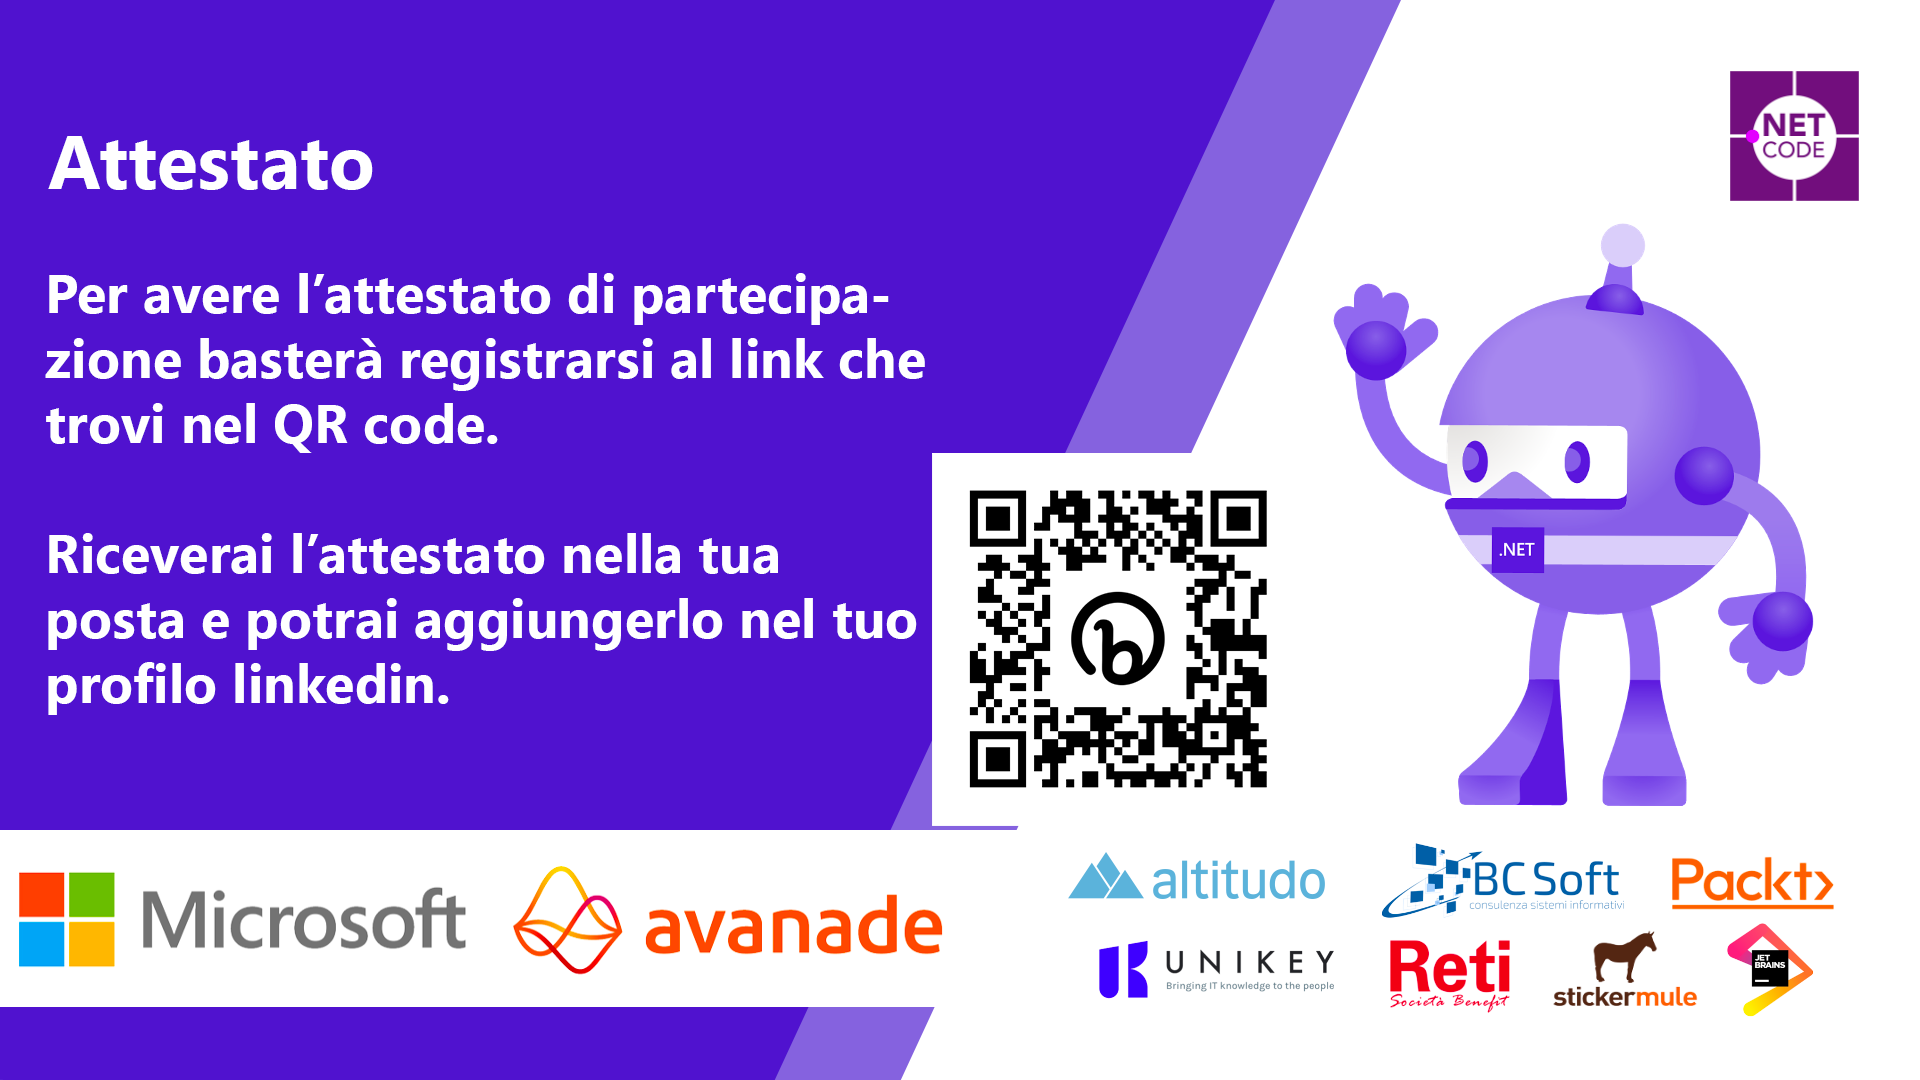 Attestato
NET
CODE
Per avere l’attestato di partecipa-
zione basterà registrarsi al link che
trovi nel QR code.
Riceverai l’attestato nella tua
posta e potrai aggiungerlo nel tuo
profilo linkedin.
b
.NET
Microsoft
avanade
altitudo
BC Soft
consulenza sistemi informativi
Packt>
UNIKEY
Bringing IT knowledge to the people
Reti
Società Benefit
stickermule
JET
BRAINS